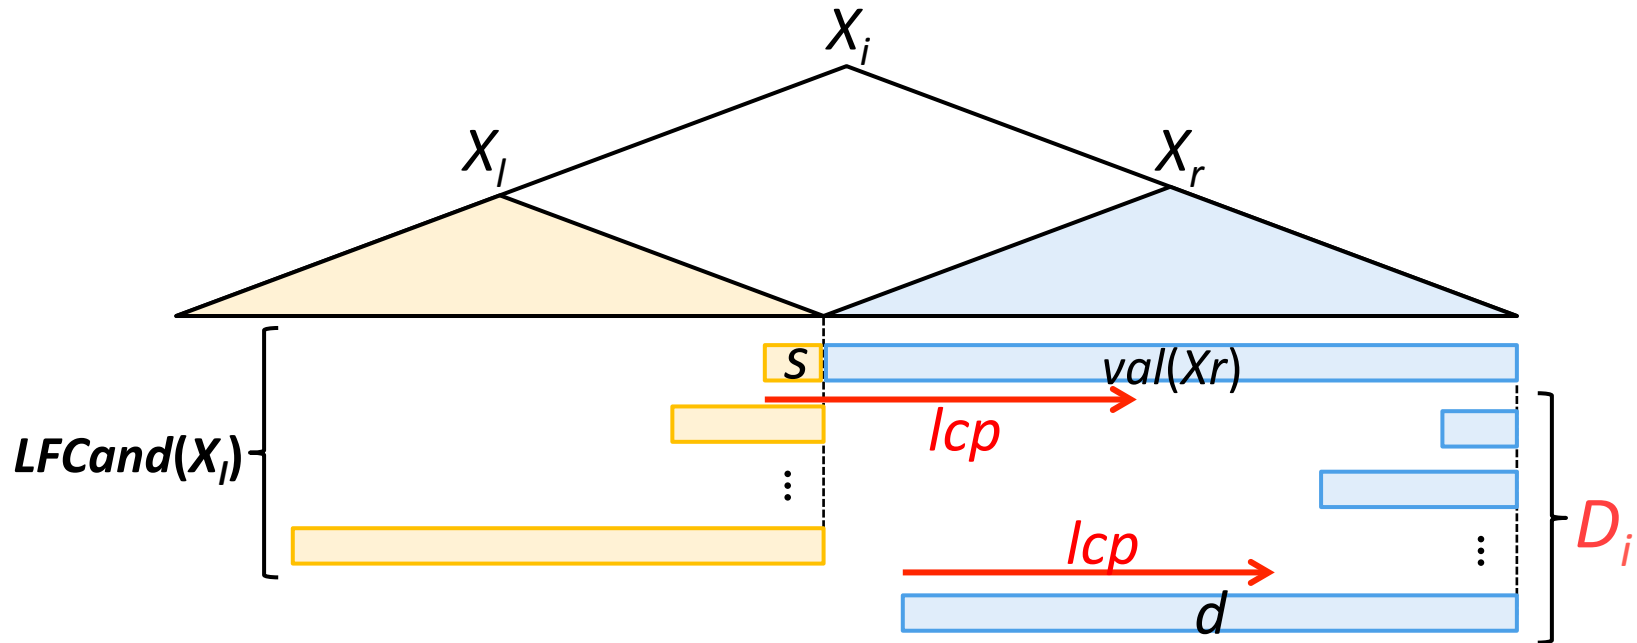 Xi
Xl
Xr
s
val(Xr)
lcp
LFCand(Xl)
⋮
⋮
Di
lcp
d